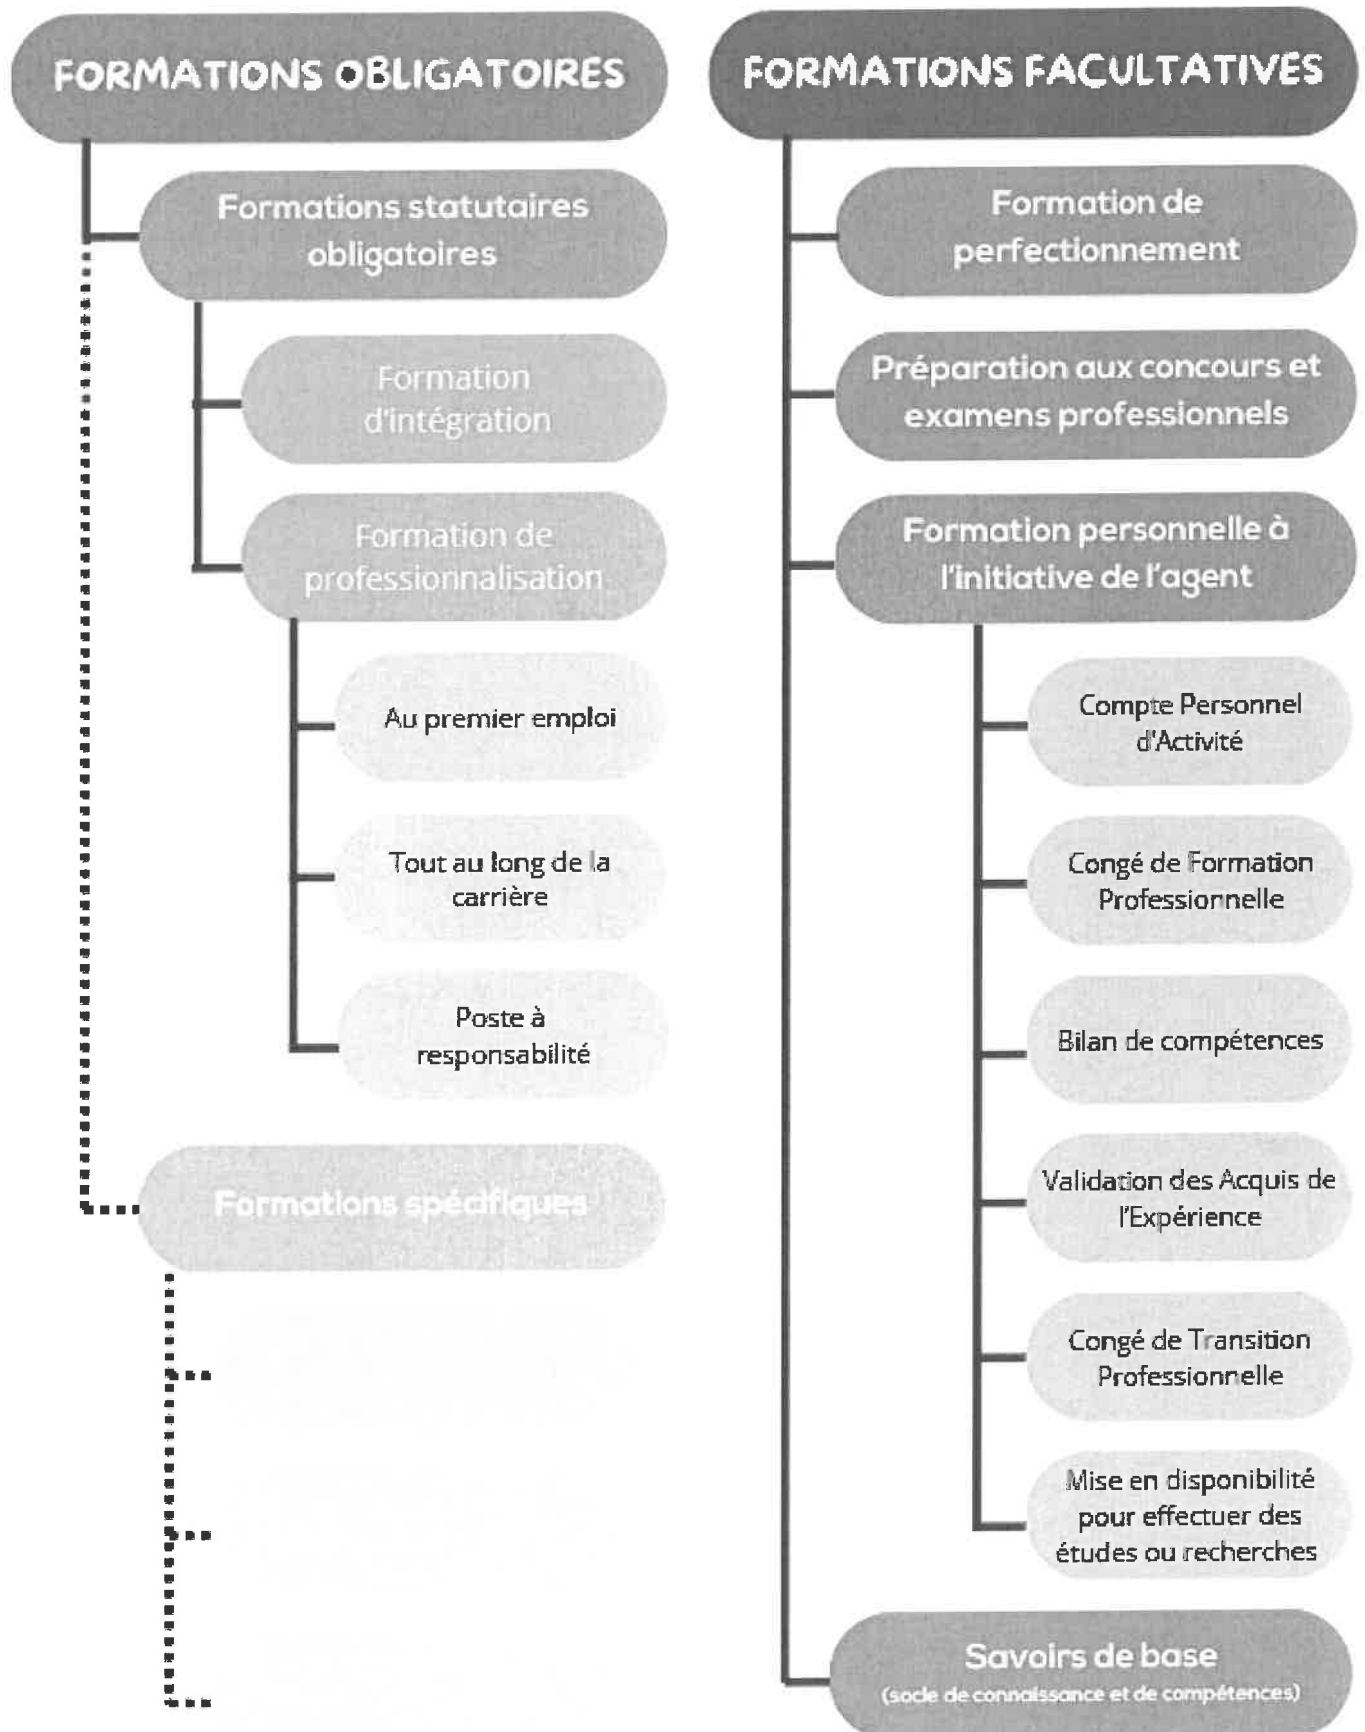 FORMATIONS OBLIGATOIRES
Formations statutaires
obligatoires
Formation
d'intégration
Formation de
professionnalisation
Au premier emploi
Tout au long de la
carrière
Poste à
responsabilité
Formations spécifiques
FORMATIONS FACULTATIVES
Formation de
perfectionnement
Préparation aux concours et
examens professionnels
Formation personnelle à
l'initiative de l'agent
Compte Personnel
d'Activité
Congé de Formation
Professionnelle
Bilan de compétences
Validation des Acquis de
l'Expérience
Congé de Transition
Professionnelle
Mise en disponibilité
pour effectuer des
études ou recherches
Savoirs de base
(socle de connaissance et de compétences)